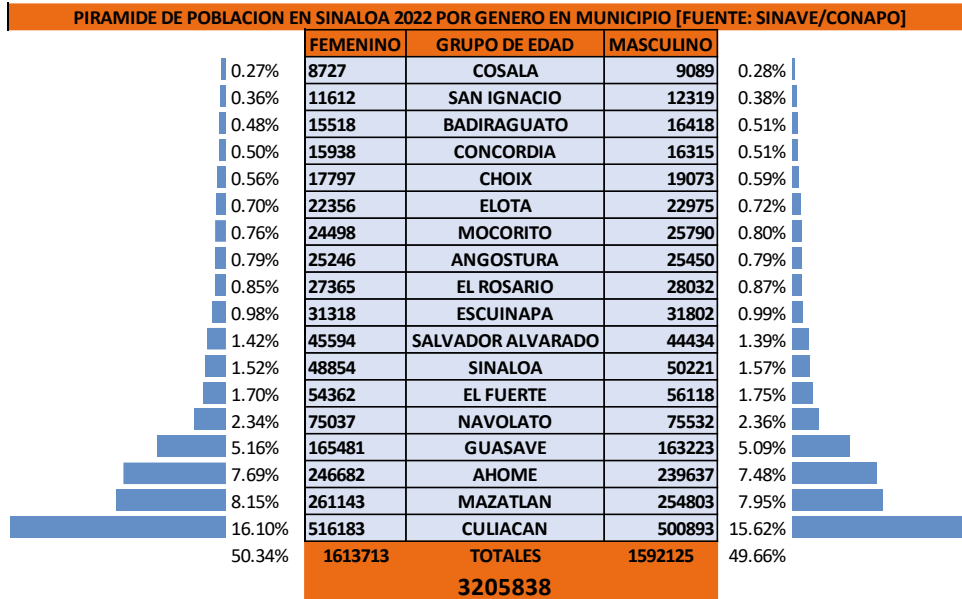 PIRAMIDE DE POBLACION EN SINALOA 2022 POR GENERO EN MUNICIPIO [FUENTE: SINAVE/CONAPO]
FEMENINO GRUPO DE EDAD MASCULINO
0.27% 8727 COSALA 9089 0.28%
0.36% 11612 SAN IGNACIO 12319 0.38%
0.48% 15518 BADIRAGUATO 16418 0.51%
0.50% 15938 CONCORDIA 16315 0.51%
0.56% 17797 CHOIX 19073 0.59%
0.70% 22356 ELOTA 22975 0.72%
0.76% 24498 MOCORITO 25790 0.80%
0.79% 25246 ANGOSTURA 25450 0.79%
0.85% 27365 EL ROSARIO 28032 0.87%
0.98% 31318 ESCUINAPA 31802 0.99%
1.42% 45594 SALVADOR ALVARADO 44434 1.39%
1.52% 48854 SINALOA 50221 1.57%
1.70% 54362 EL FUERTE 56118 1.75%
2.34% 75037 NAVOLATO 75532 2.36%
5.16% 165481 GUASAVE 163223 5.09%
7.69% 246682 AHOME 239637 7.48%
8.15% 261143 MAZATLAN 254803 7.95%
16.10% 516183 CULIACAN 500893 15.62%
50.34% 1613713 TOTALES 1592125 49.66%
3205838